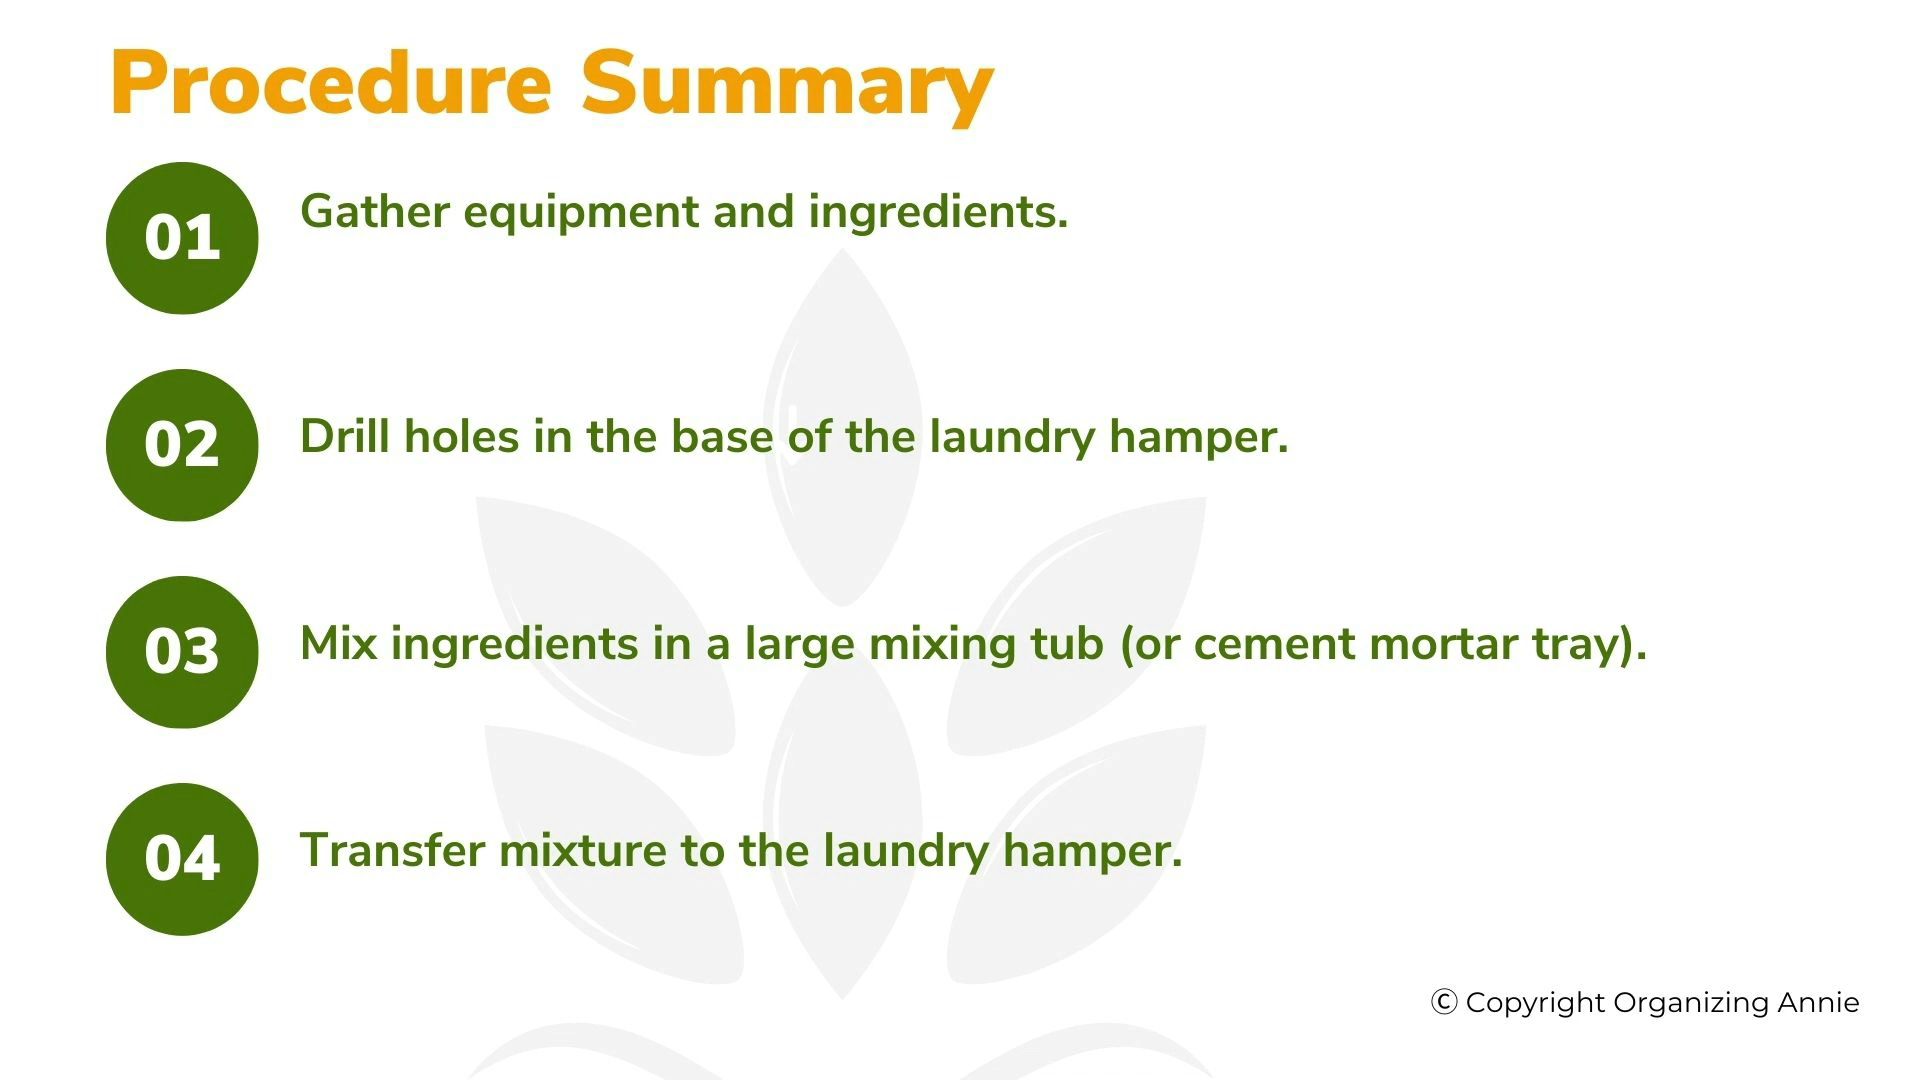 Procedure Summary
01
Gather equipment and ingredients.
02
Drill holes in the base of the laundry hamper.
03
Mix ingredients in a large mixing tub (or cement mortar tray).
04
Transfer mixture to the laundry hamper.
© Copyright Organizing Annie